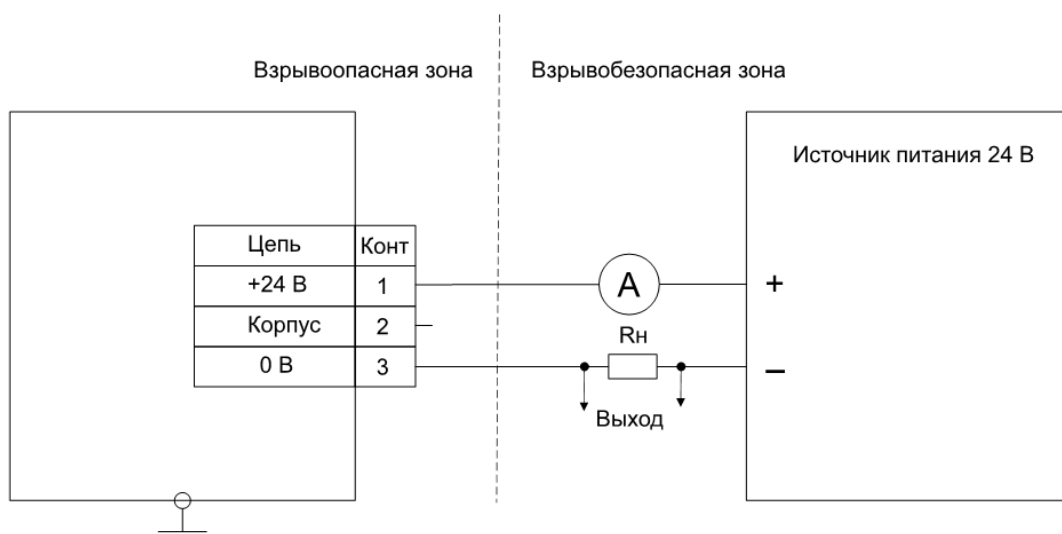 Взрывоопасная зона
Взрывобезопасная зона
Источник питания 24 В
Цепь Конт
+24 В 1
Корпус 2
0 В 3
А
+
Rн
–
Выход